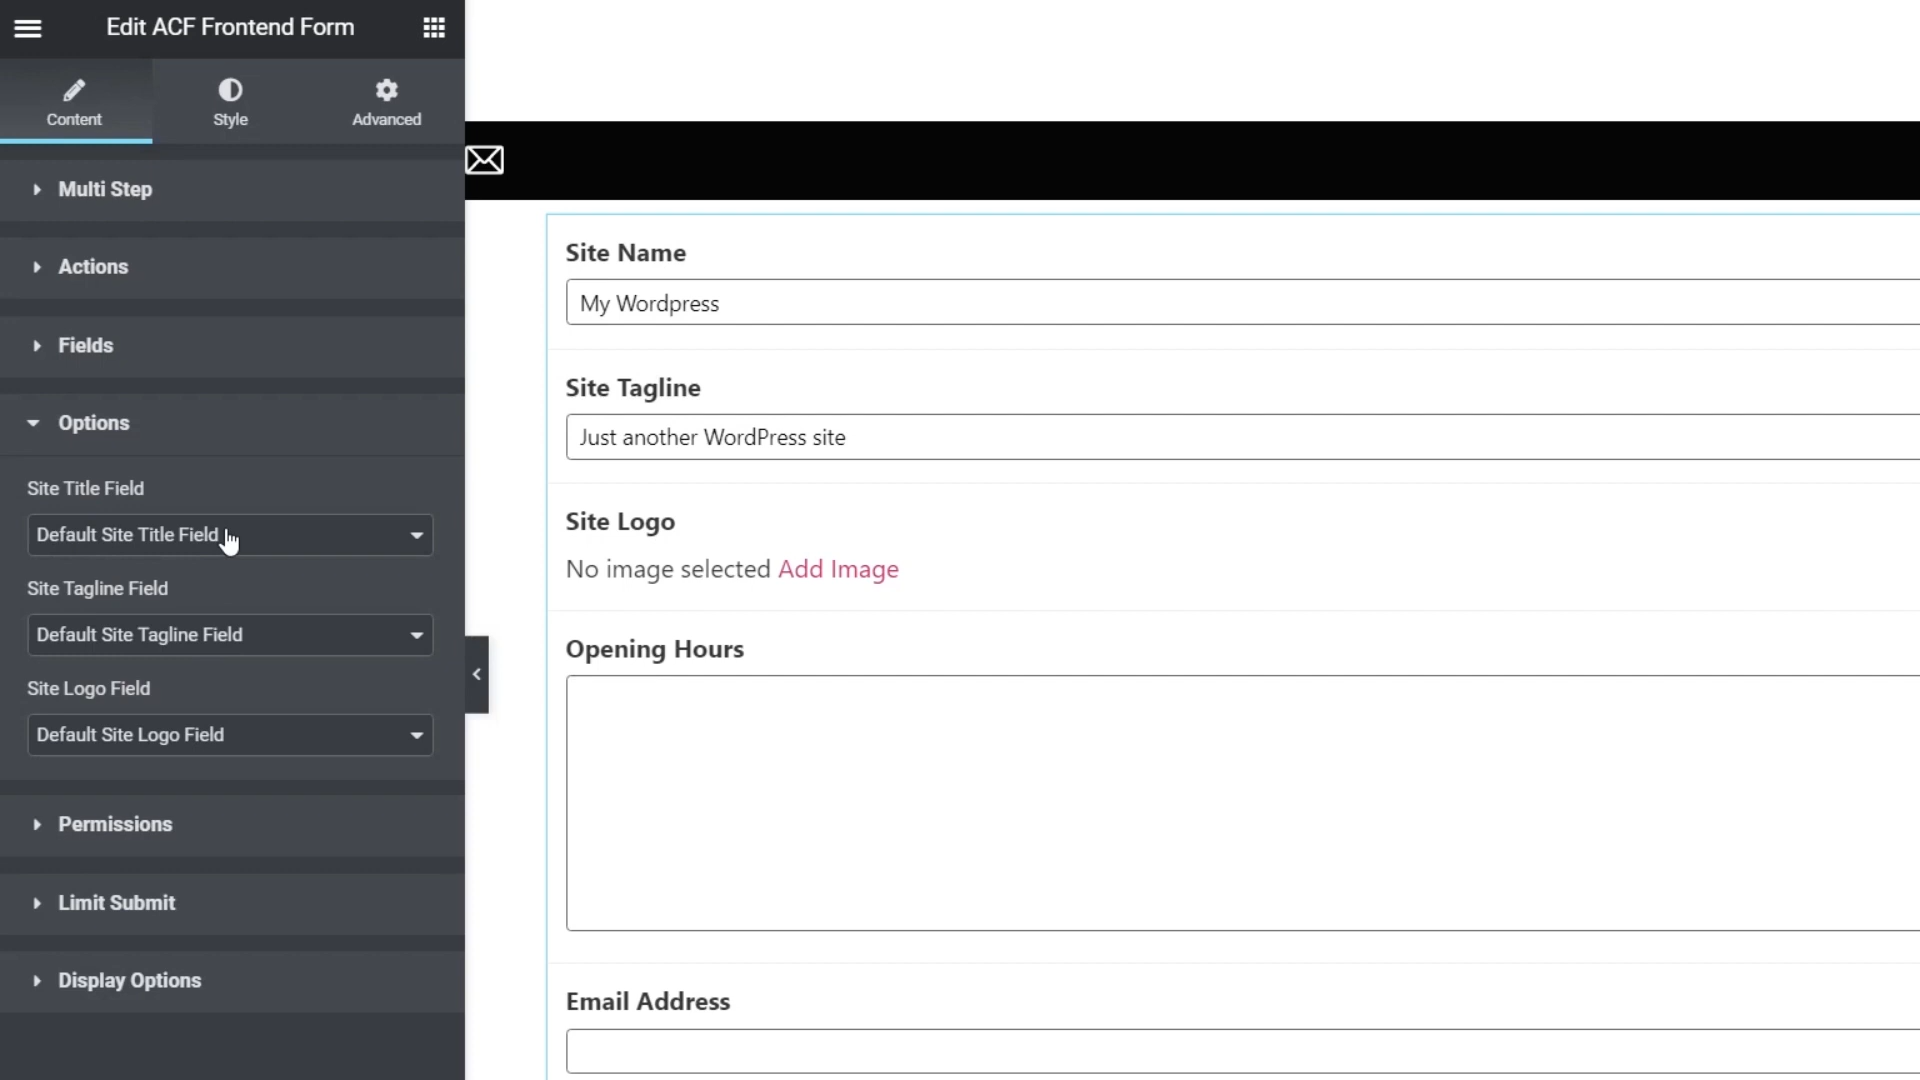 Edit ACF Frontend Form
Content
Style
Advanced
Multi Step
Actions
Fields
Options
Site Title Field
Default Site Title Field
Site Tagline Field
Default Site Tagline Field
Site Logo Field
Default Site Logo Field
Permissions
Limit Submit
Display Options
Site Name
My Wordpress
Site Tagline
Just another WordPress site
Site Logo
No image selected Add Image
Opening Hours
Email Address